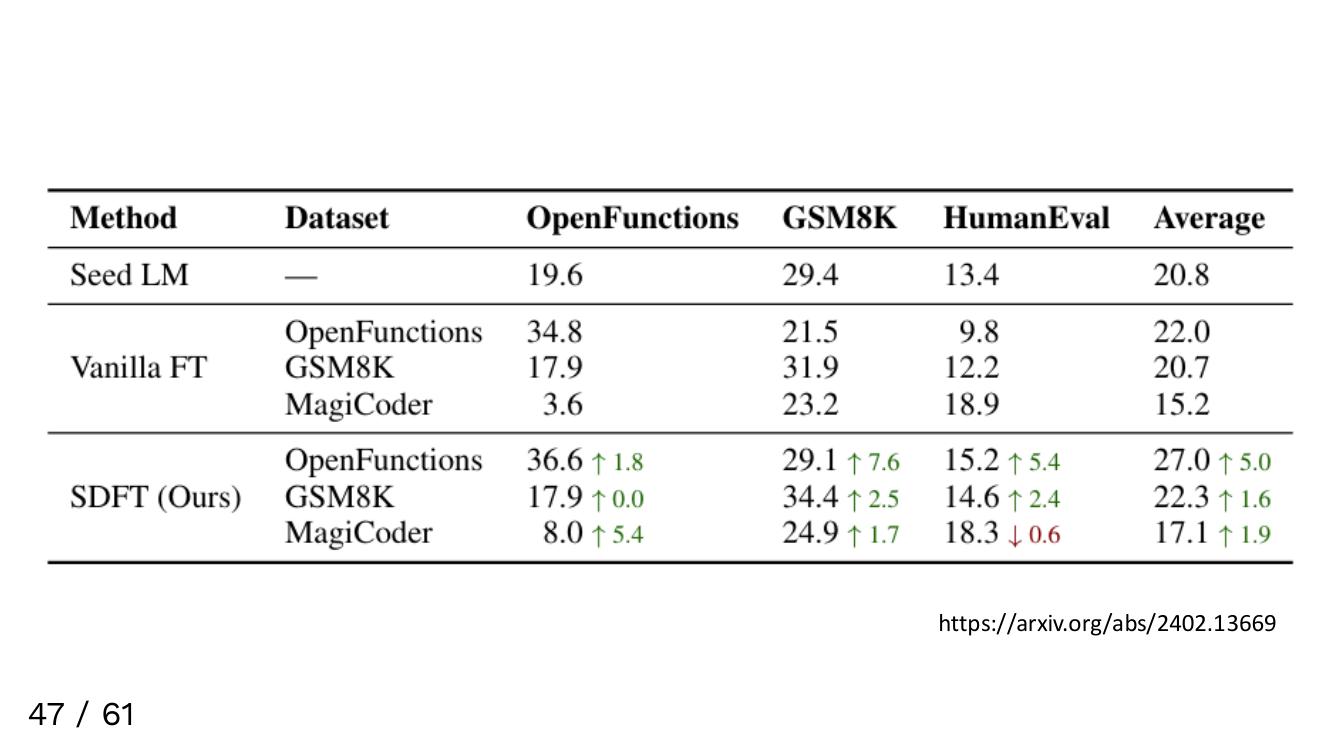 Method Dataset OpenFunctions GSM8K HumanEval Average
Seed LM — 19.6 29.4 13.4 20.8
OpenFunctions 34.8 21.5 9.8 22.0
Vanilla FT GSM8K 17.9 31.9 12.2 20.7
MagiCoder 3.6 23.2 18.9 15.2
OpenFunctions 36.6 ↑ 1.8 29.1 ↑ 7.6 15.2 ↑ 5.4 27.0 ↑ 5.0
SDFT (Ours) GSM8K 17.9 ↑ 0.0 34.4 ↑ 2.5 14.6 ↑ 2.4 22.3 ↑ 1.6
MagiCoder 8.0 ↑ 5.4 24.9 ↑ 1.7 18.3 ↓ 0.6 17.1 ↑ 1.9
https://arxiv.org/abs/2402.13669
47 / 61